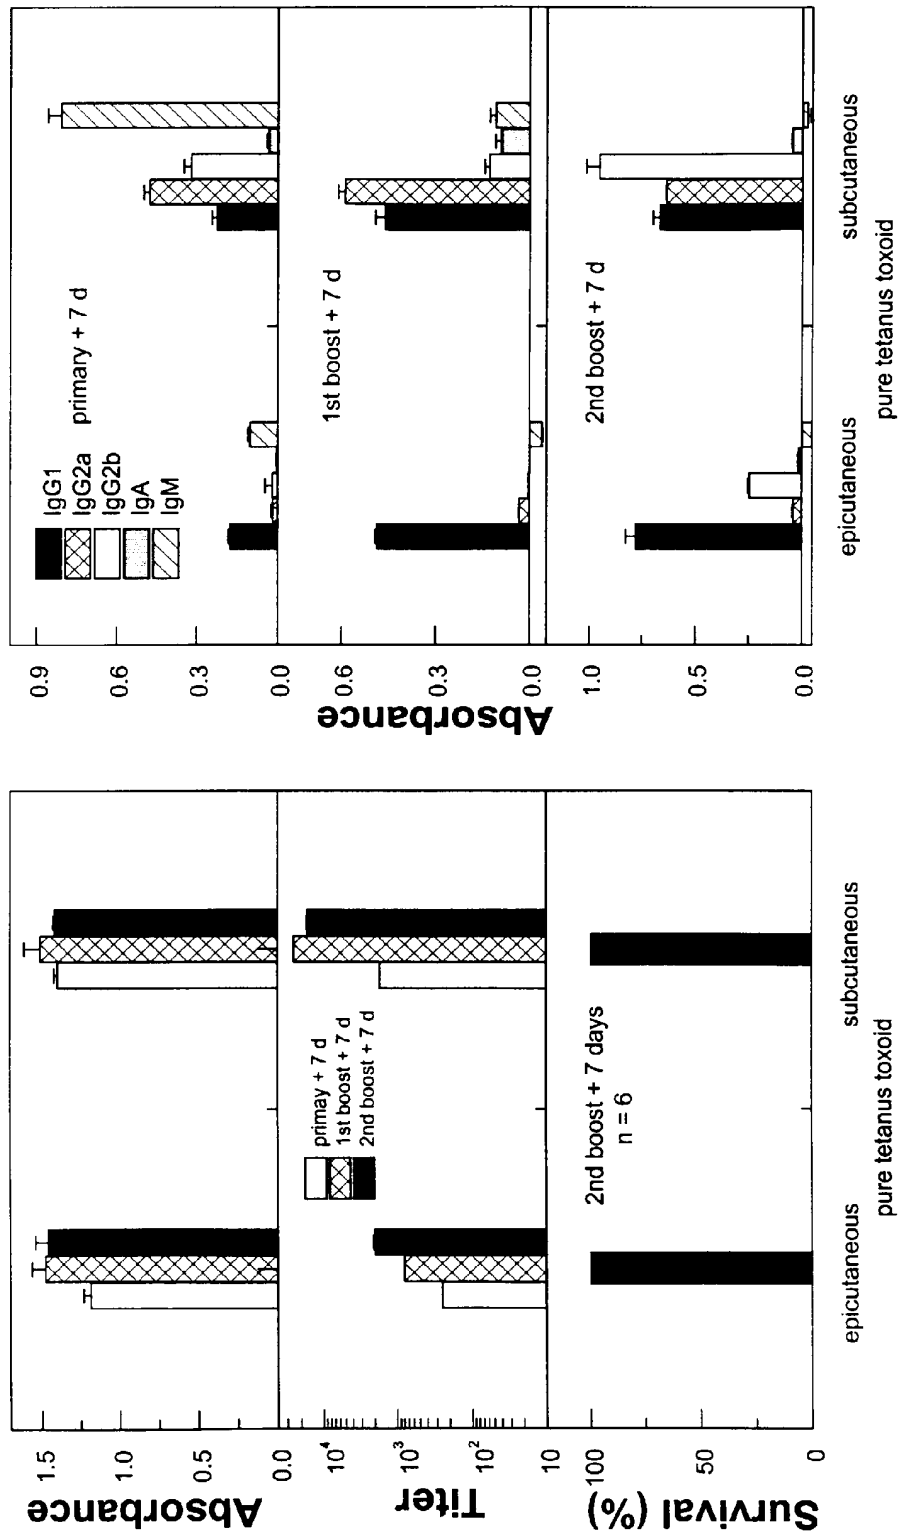 Absorbance
1.5
1.0
0.5
0.0
Titer
10⁴
10³
10²
10
primay + 7 d
1st boost + 7 d
2nd boost + 7 d
Survival (%)
100
50
0
2nd boost + 7 days
n = 6
epicutaneous
subcutaneous
pure tetanus toxoid
Absorbance
0.9
0.6
0.3
0.0
IgG1
IgG2a
IgG2b
IgA
IgM
primary + 7 d
0.6
0.3
0.0
1st boost + 7 d
1.0
0.0
2nd boost + 7 d
epicutaneous
subcutaneous
pure tetanus toxoid